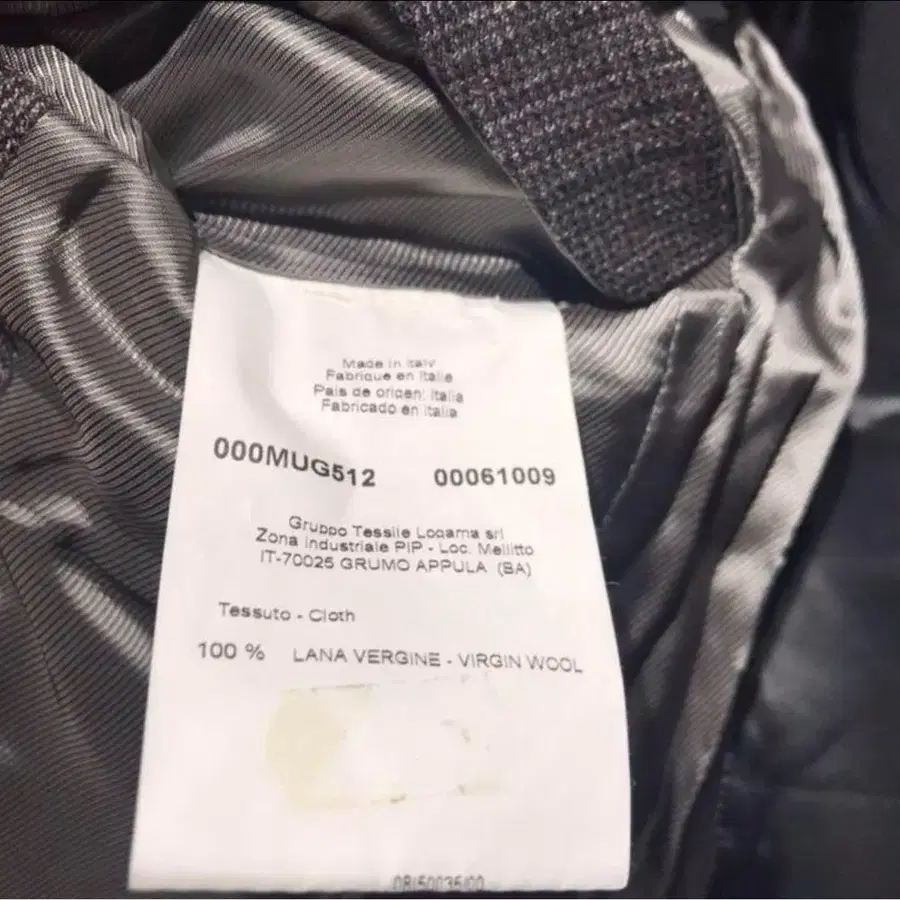 Made in Italy
Fabrique en Italie
Pais de origen: Italia
Fabricado en Italia
000MUG512 00061009
Gruppo Tessile Logama srl
Zona Industriale PIP - Loc. Mellitto
IT-70025 GRUMO APPULA (BA)
Tessuto - Cloth
100 % LANA VERGINE - VIRGIN WOOL